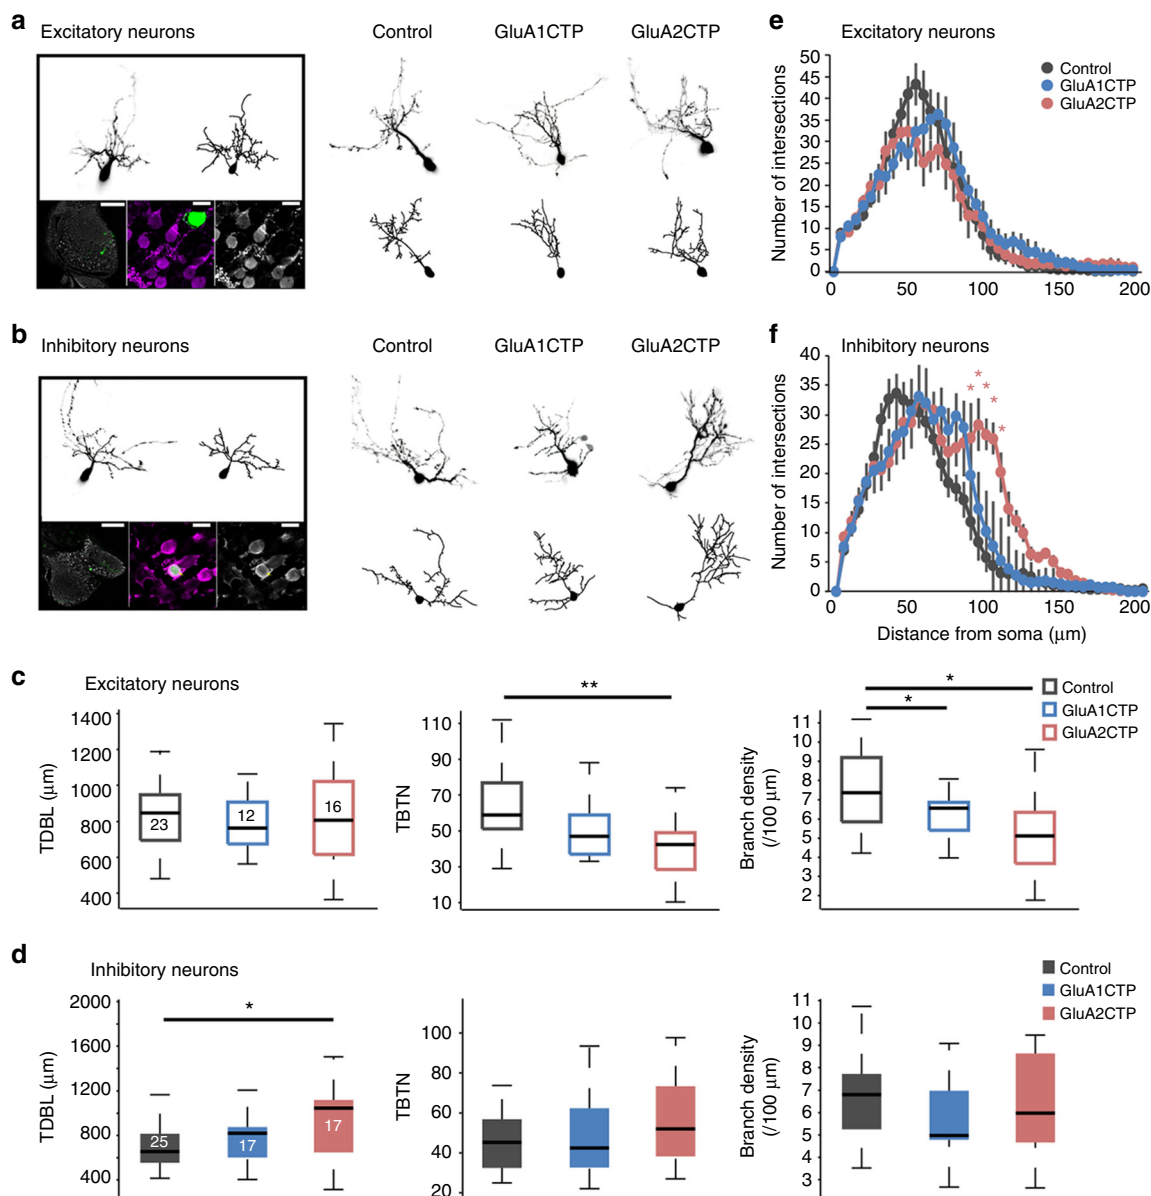 a
Excitatory neurons
Control
GluA1CTP
GluA2CTP
e
Excitatory neurons
Number of intersections
50
45
40
35
30
25
20
15
10
5
0
0 50 100 150 200
Control
GluA1CTP
GluA2CTP
b
Inhibitory neurons
Control
GluA1CTP
GluA2CTP
f
Inhibitory neurons
Number of intersections
40
35
30
25
20
15
10
5
0
* * * * *
0 50 100 150 200
Distance from soma (μm)
c
Excitatory neurons
TDBL (μm)
1400
1200
1000
800
600
400
23
12
16
TBTN
110
90
70
50
30
10
**
Branch density
(/100 μm)
11
10
9
8
7
6
5
4
3
2
*
*
Control
GluA1CTP
GluA2CTP
d
Inhibitory neurons
TDBL (μm)
2000
1600
1200
800
400
*
25
17
17
TBTN
100
80
60
40
20
Branch density
(/100 μm)
11
10
9
8
7
6
5
4
3
Control
GluA1CTP
GluA2CTP